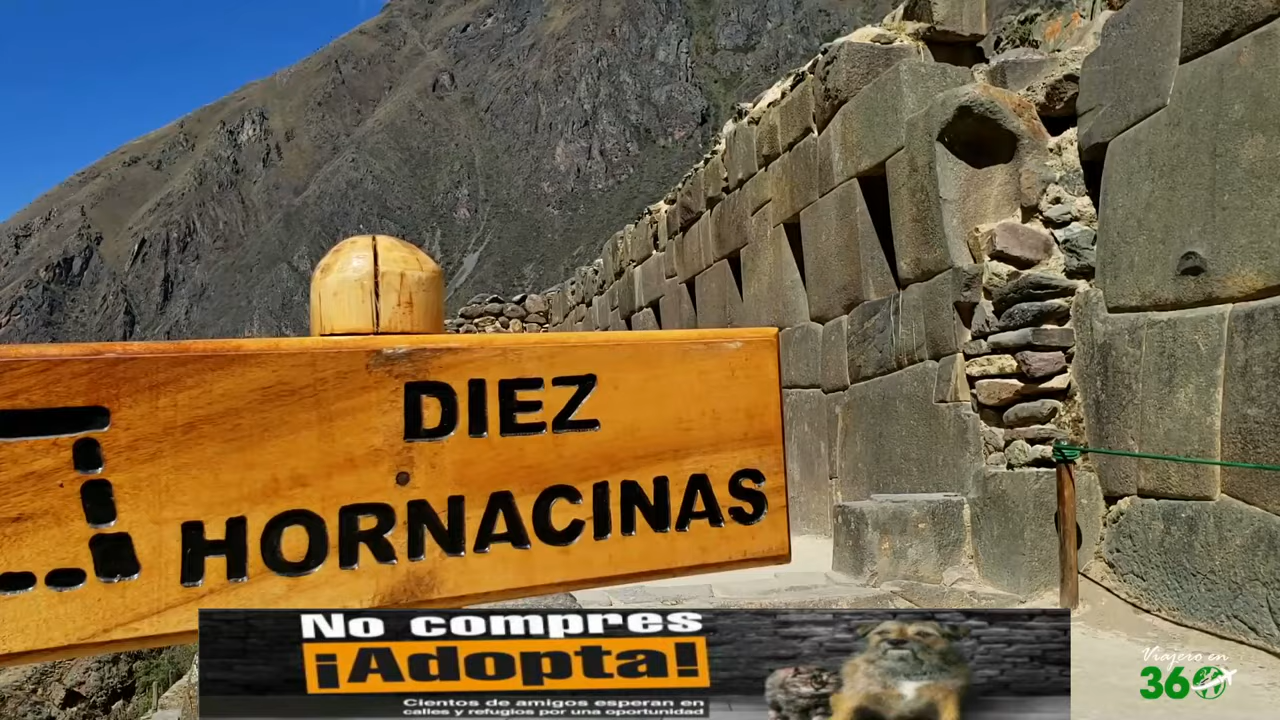 DIEZ
HORNACINAS
No compres
¡Adopta!
Cientos de amigos esperan en
calles y refugios por una oportunidad
Viajero en
360